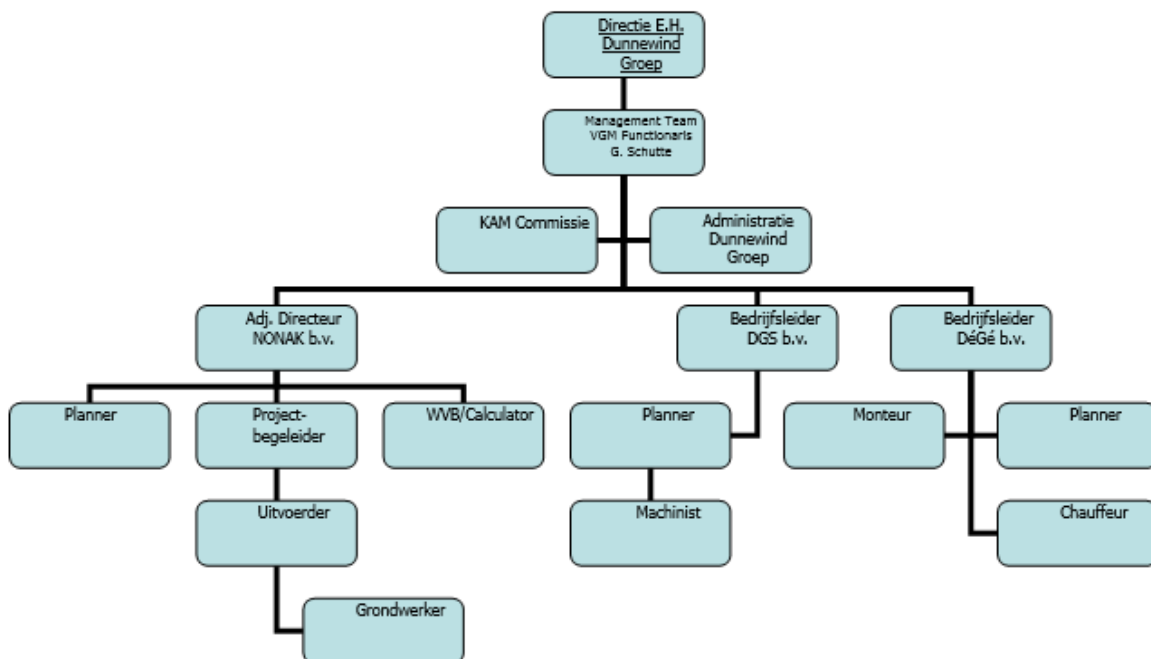 Directie E.H.
Dunnewind
Groep
Management Team
VGM Functionaris
G. Schutte
KAM Commissie
Administratie
Dunnewind
Groep
Adj. Directeur
NONAK b.v.
Bedrijfsleider
DGS b.v.
Bedrijfsleider
DéGé b.v.
Planner
Project-
begeleider
WVB/Calculator
Planner
Monteur
Planner
Uitvoerder
Machinist
Chauffeur
Grondwerker